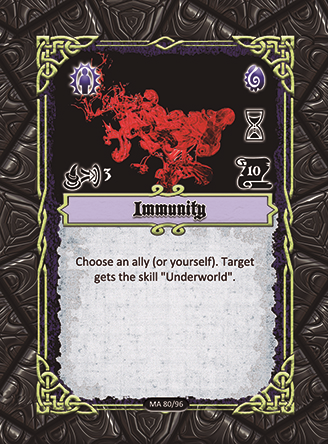 3
10
Immunity
Choose an ally (or yourself). Target
gets the skill "Underworld".
MA 80/96